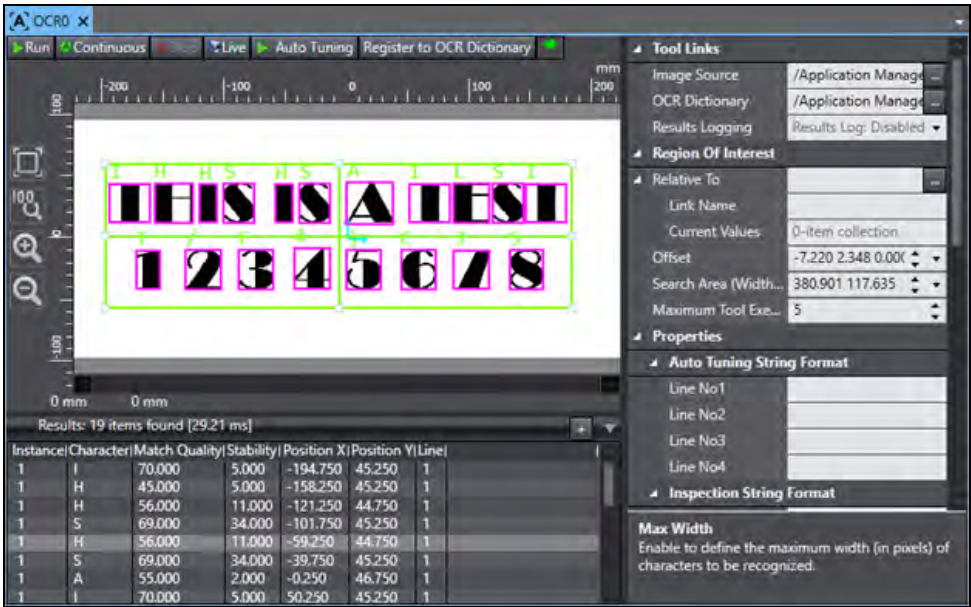 [A] OCR0 X
Run Continuous Live Auto Tuning Register to OCR Dictionary
mm
-200 -100 0 100 200
100
I H H S H S A I L S I
THIS IS A TEST
100
0
1 2 3 4 5 6 7 8
-100
0 mm 0 mm
Results: 19 items found [29.21 ms]
Instance Character Match Quality Stability Position X Position Y Line
1 I 70.000 5.000 -194.750 45.250 1
1 H 45.000 5.000 -158.250 45.250 1
1 H 56.000 11.000 -121.250 44.750 1
1 S 69.000 34.000 -101.750 45.250 1
1 H 56.000 11.000 -59.250 44.750 1
1 S 69.000 34.000 -39.750 45.250 1
1 A 55.000 2.000 -0.250 46.750 1
1 I 70.000 5.000 50.250 45.250 1
Tool Links
Image Source /Application Manage ...
OCR Dictionary /Application Manage ...
Results Logging Results Log: Disabled
Region Of Interest
Relative To ...
Link Name
Current Values 0-item collection
Offset -7.220 2.348 0.00(
Search Area (Width... 380.901 117.635
Maximum Tool Exe... 5
Properties
Auto Tuning String Format
Line No1
Line No2
Line No3
Line No4
Inspection String Format
Max Width
Enable to define the maximum width (in pixels) of
characters to be recognized.